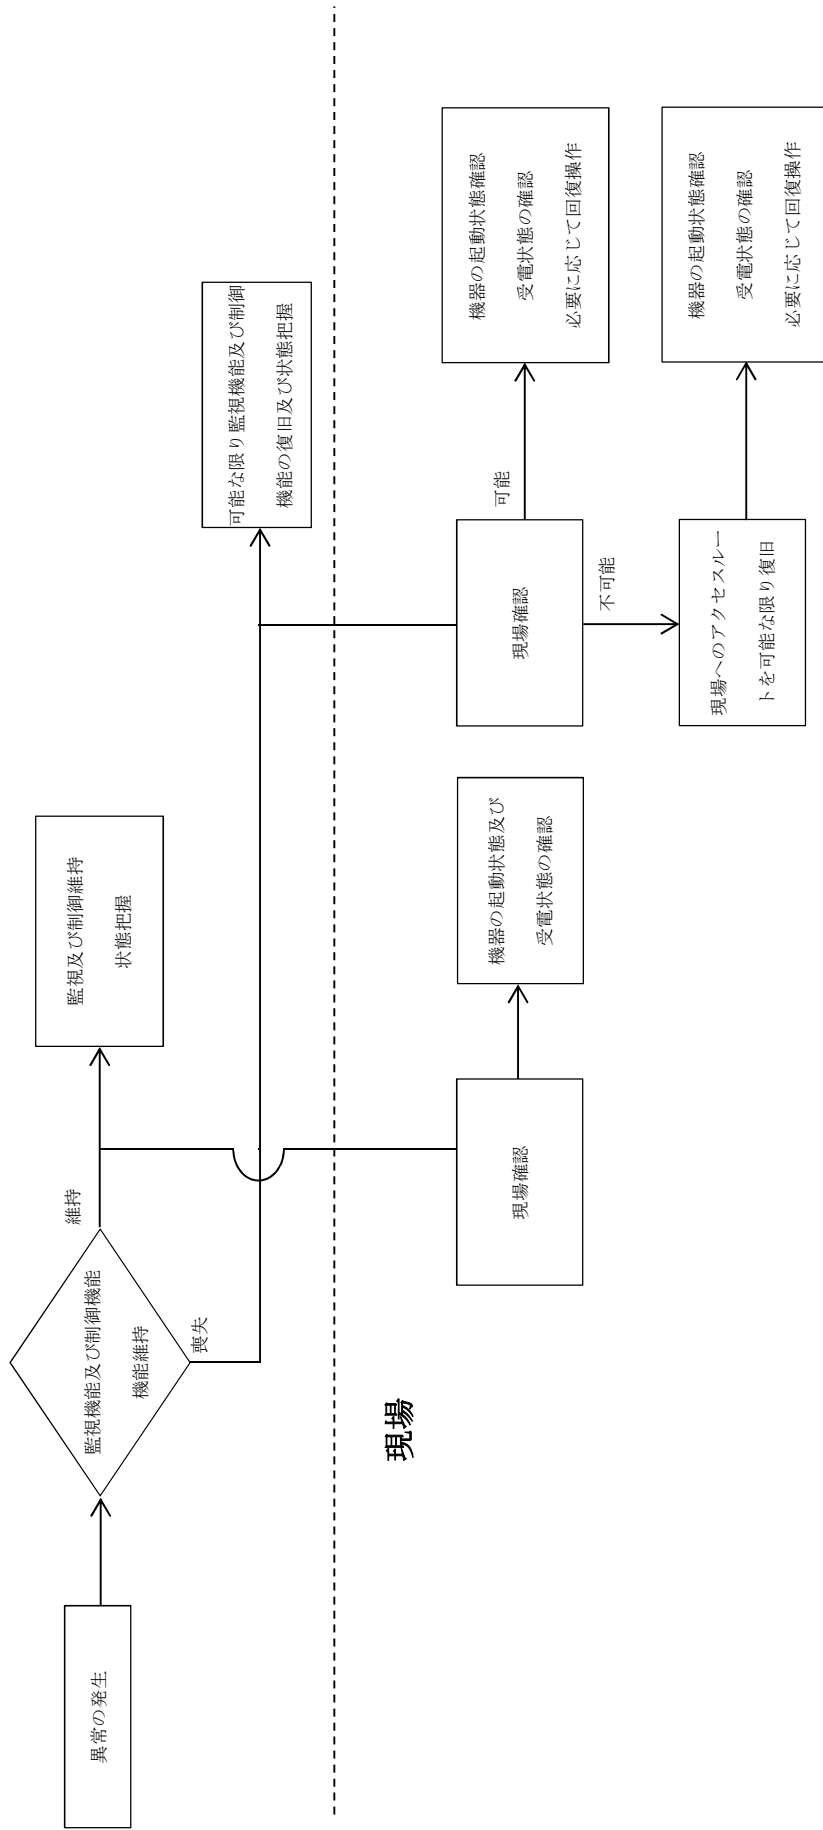 異常の発生
監視機能及び制御機能
機能維持
維持
喪失
監視及び制御維持
状態把握
可能な限り監視機能及び制御
機能の復旧及び状態把握
現場
現場確認
機器の起動状態及び
受電状態の確認
現場確認
可能
不可能
機器の起動状態確認
受電状態の確認
必要に応じて回復操作
現場へのアクセスルー
トを可能な限り復旧
機器の起動状態確認
受電状態の確認
必要に応じて回復操作